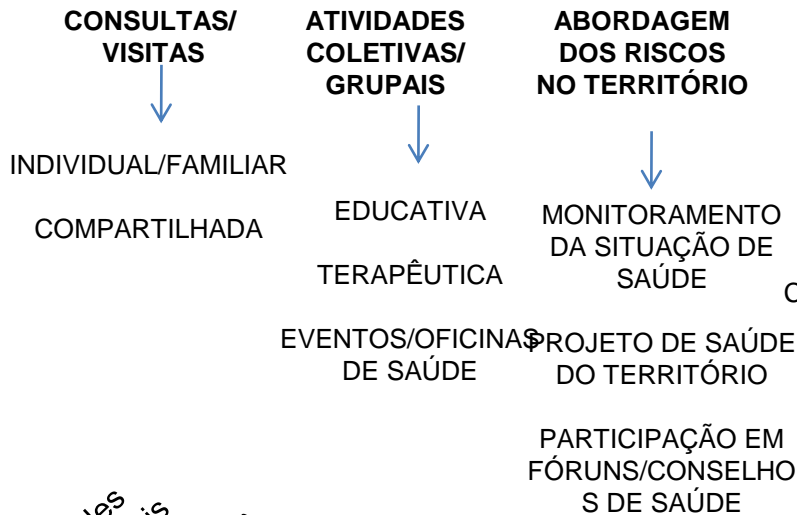 CONSULTAS/
VISITAS
INDIVIDUAL/FAMILIAR
COMPARTILHADA
ATIVIDADES
COLETIVAS/
GRUPAIS
EDUCATIVA
TERAPÊUTICA
EVENTOS/OFICINAS
DE SAÚDE
ABORDAGEM
DOS RISCOS
NO TERRITÓRIO
MONITORAMENTO
DA SITUAÇÃO DE
SAÚDE
PROJETO DE SAÚDE
DO TERRITÓRIO
PARTICIPAÇÃO EM
FÓRUNS/CONSELHO
S DE SAÚDE